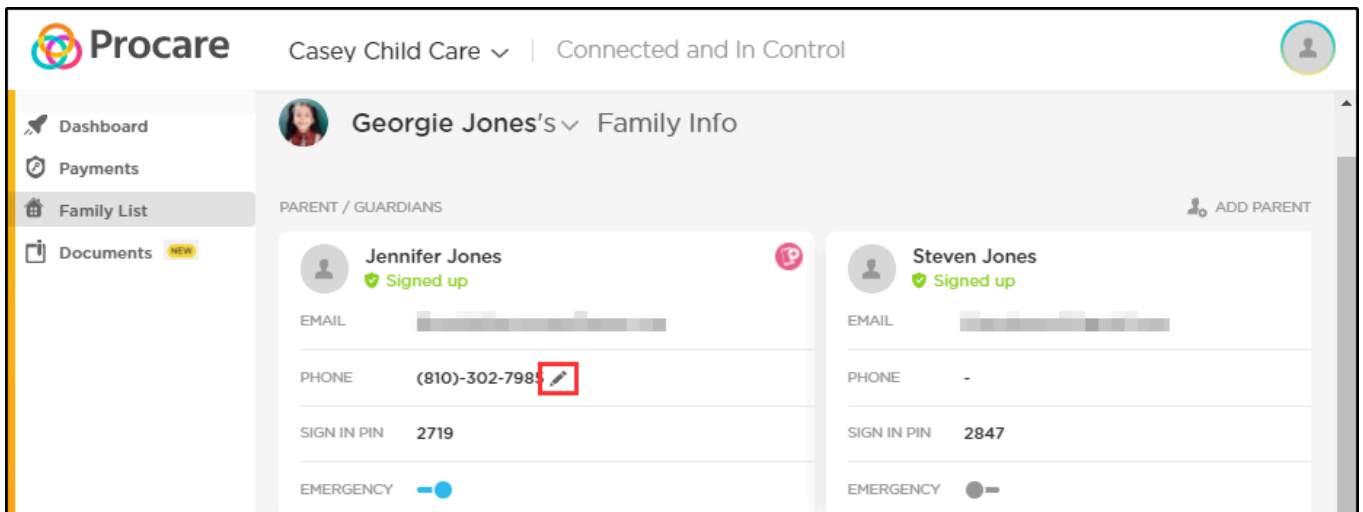 Procare
Casey Child Care
Connected and In Control
Dashboard
Payments
Family List
Documents NEW
Georgie Jones's Family Info
PARENT / GUARDIANS
ADD PARENT
Jennifer Jones
Signed up
EMAIL
PHONE (810)-302-7985
SIGN IN PIN 2719
EMERGENCY
Steven Jones
Signed up
EMAIL
PHONE -
SIGN IN PIN 2847
EMERGENCY